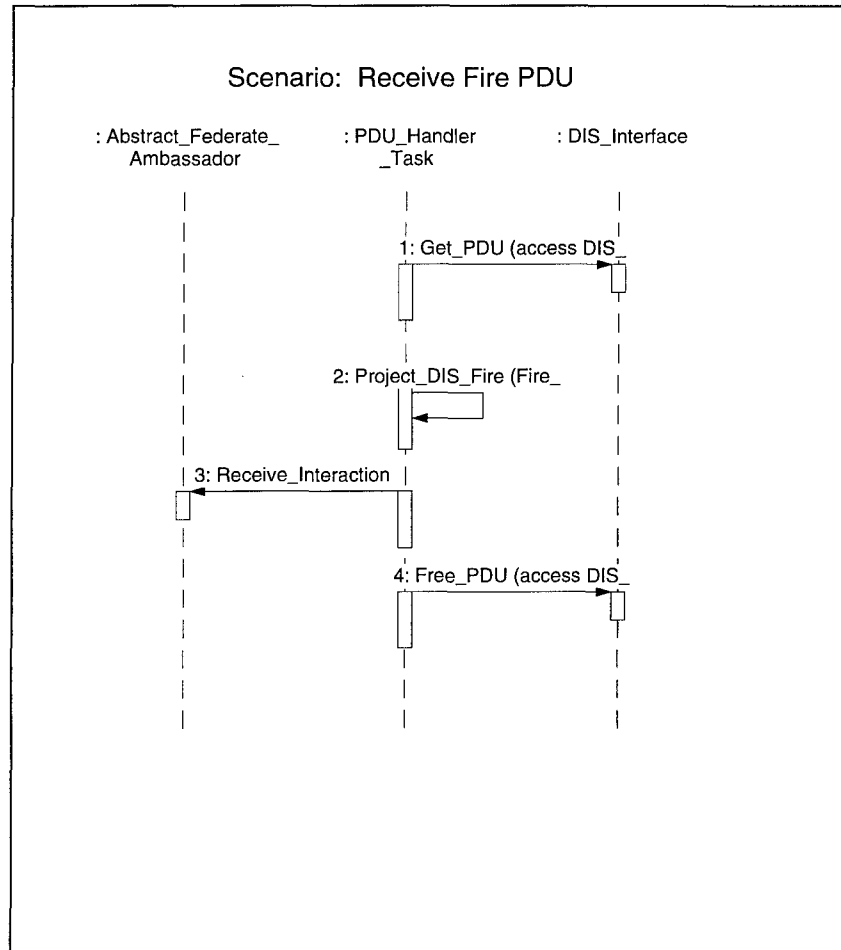 Scenario: Receive Fire PDU
: Abstract_Federate_
Ambassador
: PDU_Handler
_Task
: DIS_Interface
1: Get_PDU (access DIS_
2: Project_DIS_Fire (Fire_
3: Receive_Interaction
4: Free_PDU (access DIS_